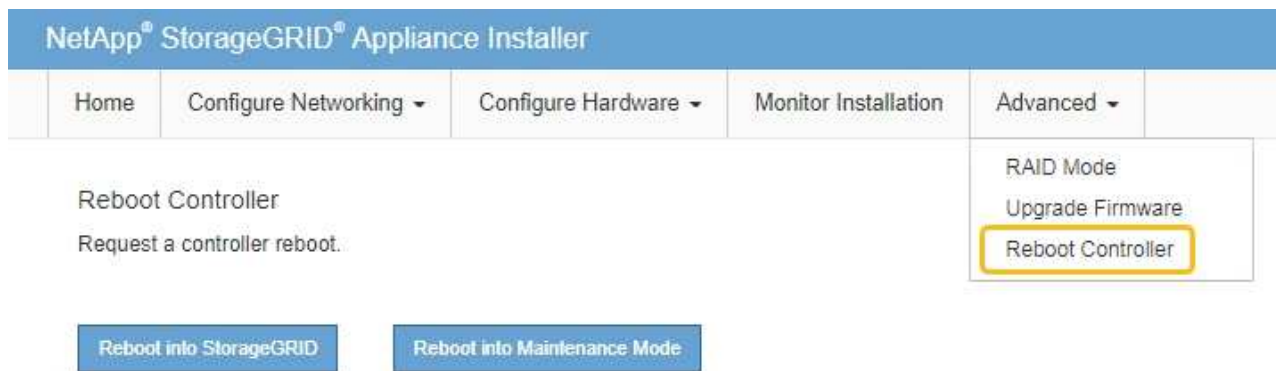 NetApp® StorageGRID® Appliance Installer
Home Configure Networking Configure Hardware Monitor Installation Advanced
RAID Mode
Upgrade Firmware
Reboot Controller
Reboot Controller
Request a controller reboot.
Reboot into StorageGRID Reboot into Maintenance Mode